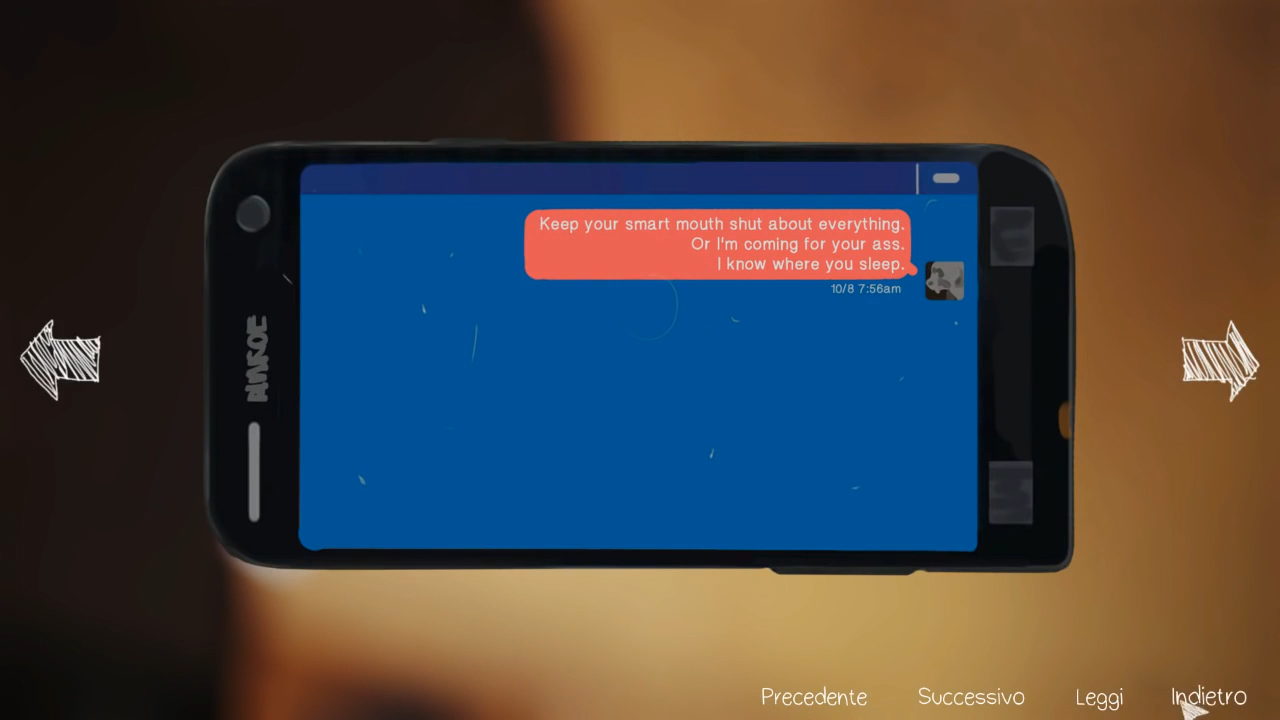 Keep your smart mouth shut about everything.
Or I'm coming for your ass.
I know where you sleep.
10/8 7:56am
Precedente Successivo Leggi Indietro